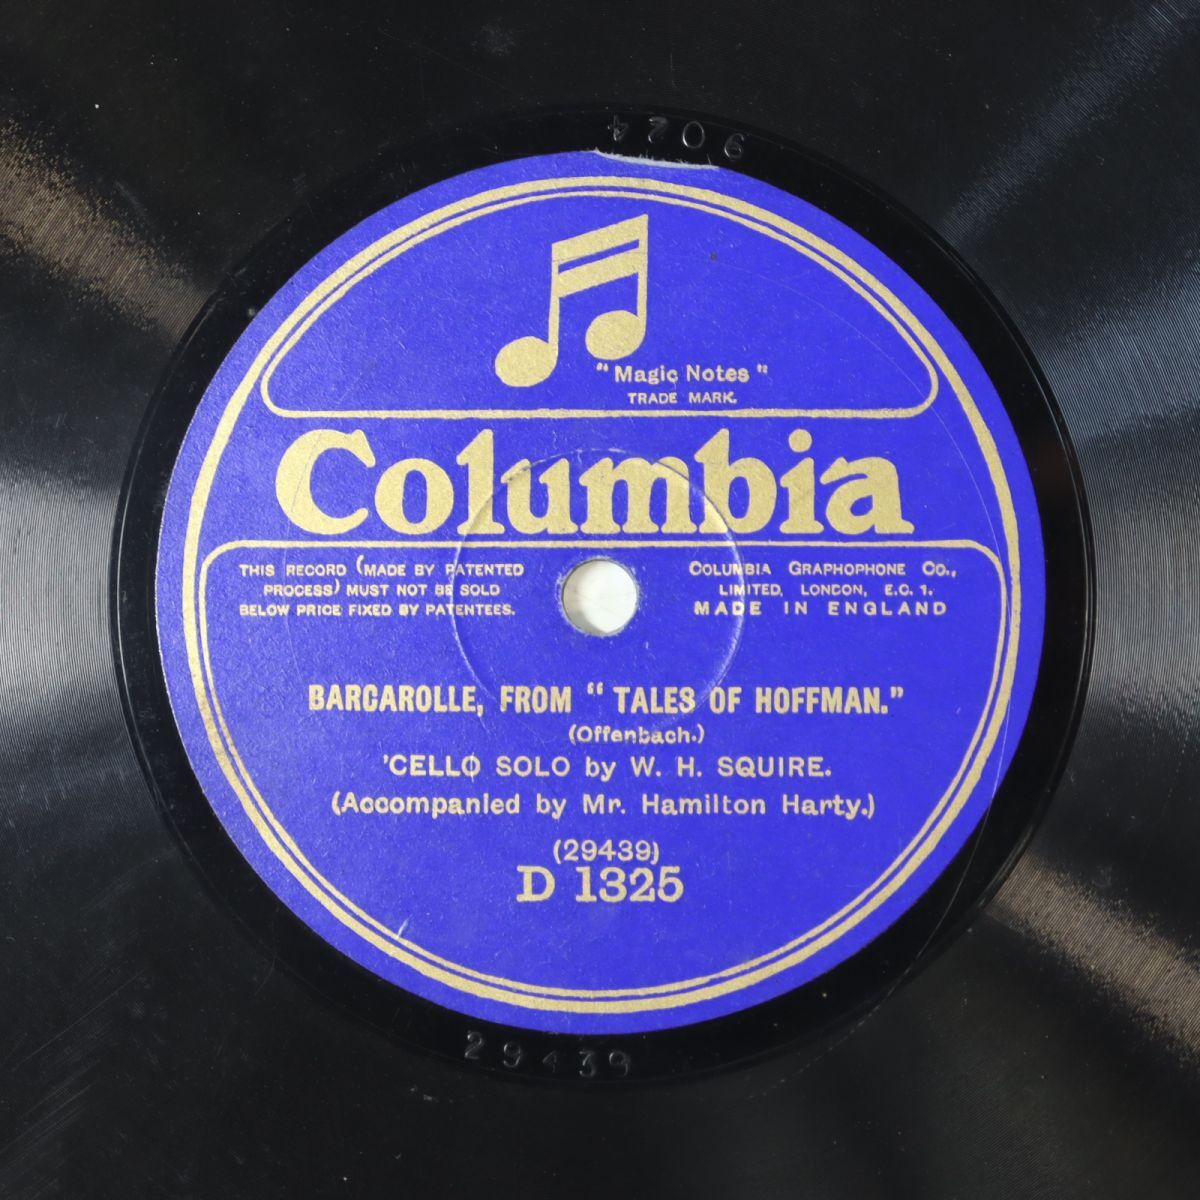 9024
" Magic Notes "
TRADE MARK.
Columbia
THIS RECORD (MADE BY PATENTED
PROCESS) MUST NOT BE SOLD
BELOW PRICE FIXED BY PATENTEES.
COLUMBIA GRAPHOPHONE CO.,
LIMITED, LONDON, E.C. 1.
MADE IN ENGLAND
BARCAROLLE, FROM "TALES OF HOFFMAN."
(Offenbach.)
'CELLO SOLO by W. H. SQUIRE.
(Accompanied by Mr. Hamilton Harty.)
(29439)
D 1325
29439